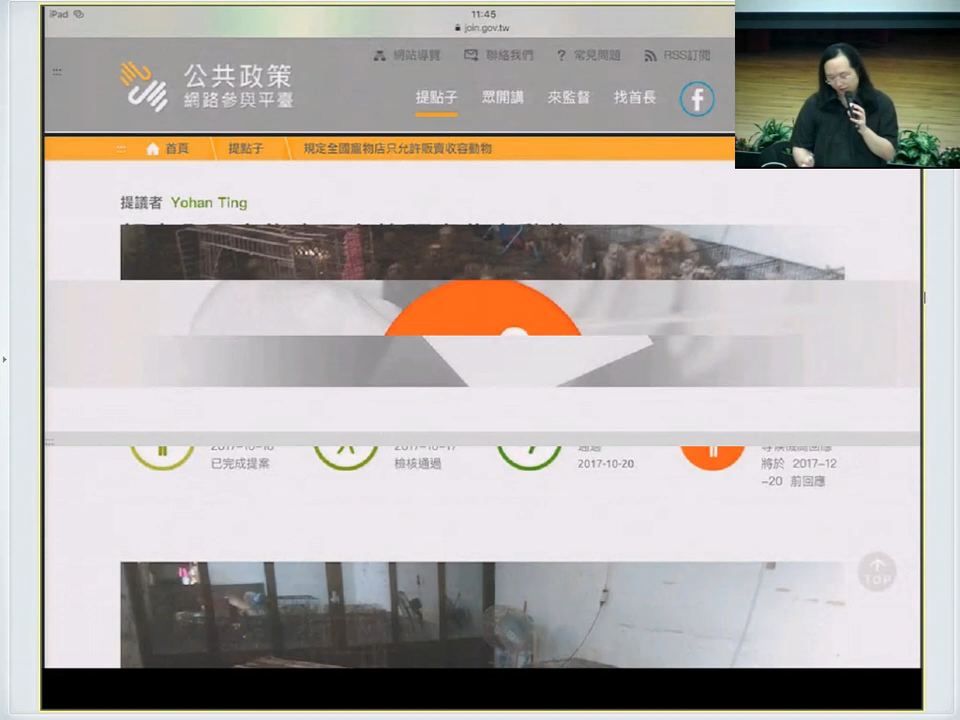 iPad
11:45
join.gov.tw
網站導覽
聯絡我們
? 常見問題
RSS訂閱
公共政策
網路參與平臺
提點子
眾開講
來監督
找首長
f
首頁
提點子
規定全國寵物店只允許販賣收容動物
提議者 Yohan Ting
已完成提案
檢核通過
2017-10-20
將於 2017-12
-20 前回應
TOP